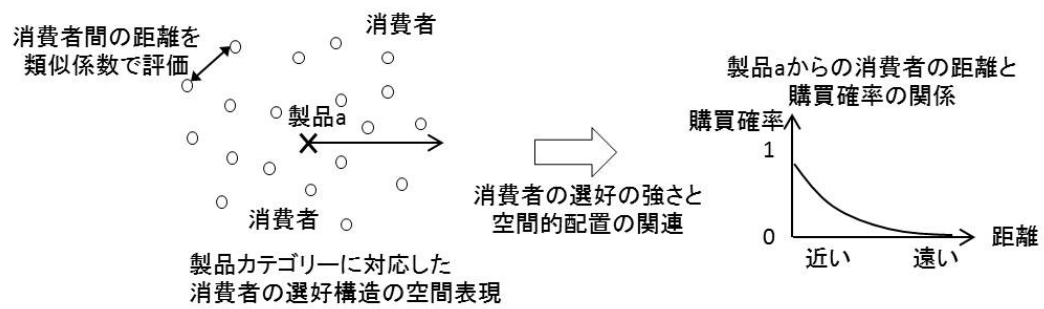 消費者間の距離を
類似係数で評価
消費者
製品a
消費者
製品カテゴリーに対応した
消費者の選好構造の空間表現
消費者の選好の強さと
空間的配置の関連
製品aからの消費者の距離と
購買確率の関係
購買確率
1
0
距離
近い
遠い